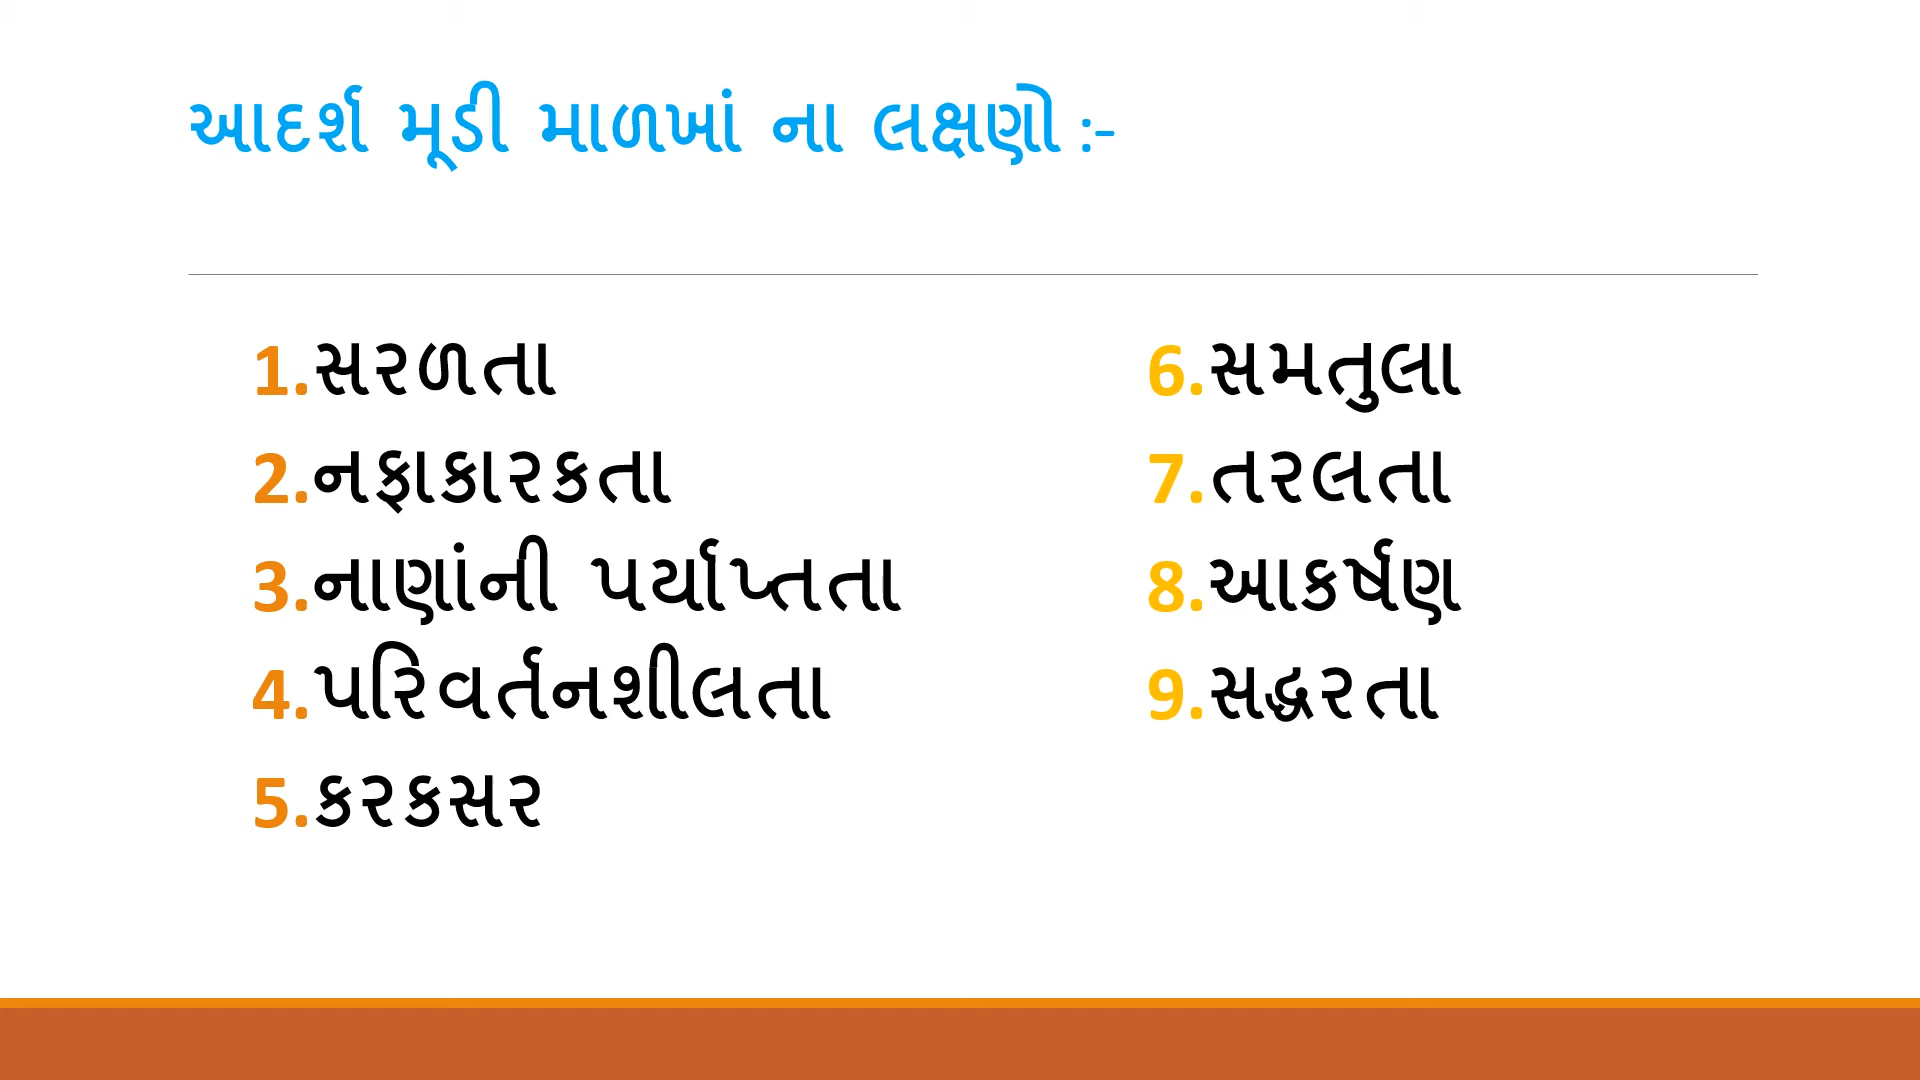 આદર્શ મૂડી માળખાં ના લક્ષણો :-
1.સરળતા
2.નફાકારકતા
3.નાણાંની પર્યાપ્તતા
4.પરિવર્તનશીલતા
5.કરકસર
6.સમતુલા
7.તરલતા
8.આકર્ષણ
9.સદ્ધરતા